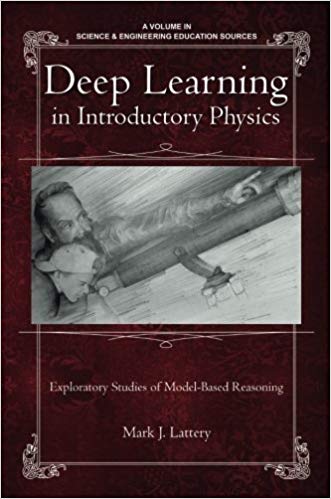 A VOLUME IN
SCIENCE & ENGINEERING EDUCATION SOURCES
Deep Learning
in Introductory Physics
Exploratory Studies of Model-Based Reasoning
Mark J. Lattery